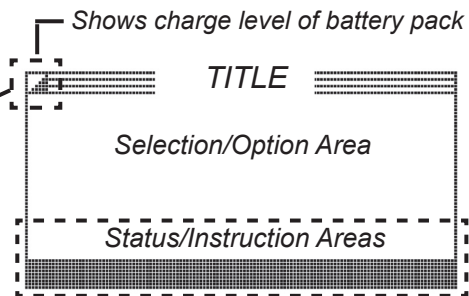 Shows charge level of battery pack
TITLE
Selection/Option Area
Status/Instruction Areas